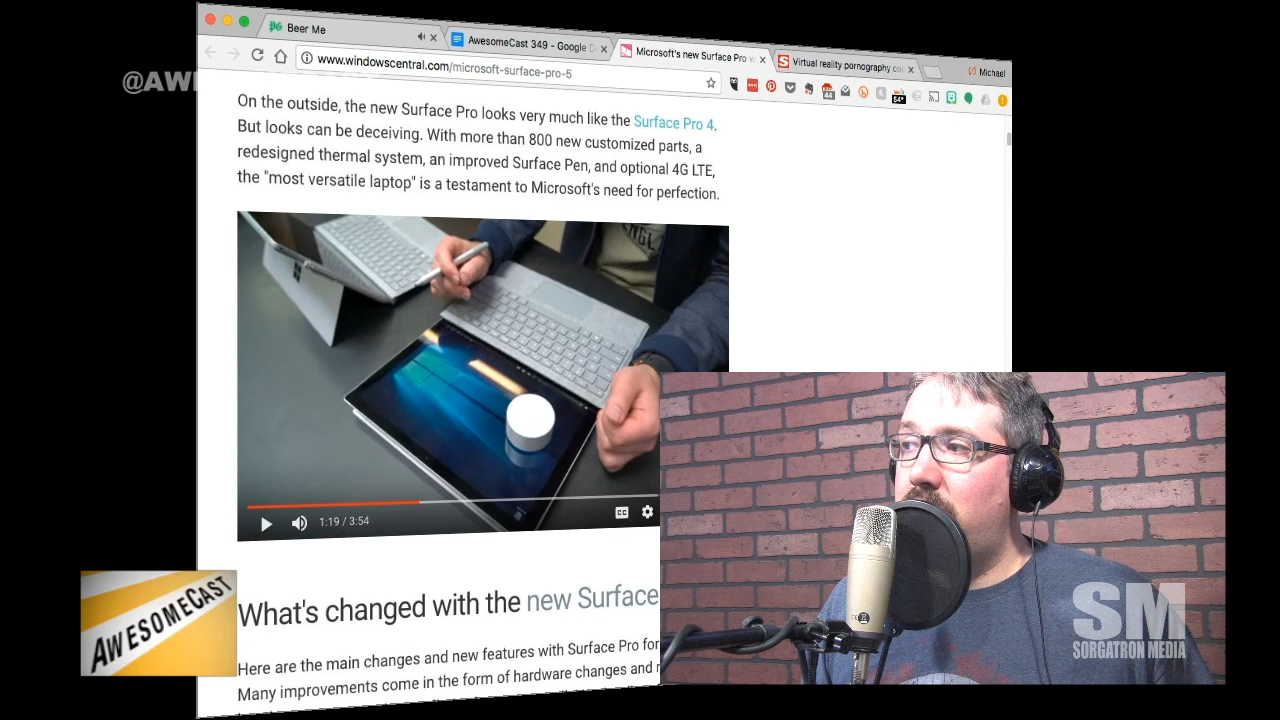 Beer Me
AwesomeCast 349 - Google D
Microsoft's new Surface Pro w
Virtual reality pornography co
Michael
www.windowscentral.com/microsoft-surface-pro-5
@AWE
On the outside, the new Surface Pro looks very much like the Surface Pro 4.
But looks can be deceiving. With more than 800 new customized parts, a
redesigned thermal system, an improved Surface Pen, and optional 4G LTE,
the "most versatile laptop" is a testament to Microsoft's need for perfection.
ENGL
1:19 / 3:54
CC
What's changed with the new Surface
Here are the main changes and new features with Surface Pro for
Many improvements come in the form of hardware changes and
AWESOMECAST
SM
SORGATRON MEDIA